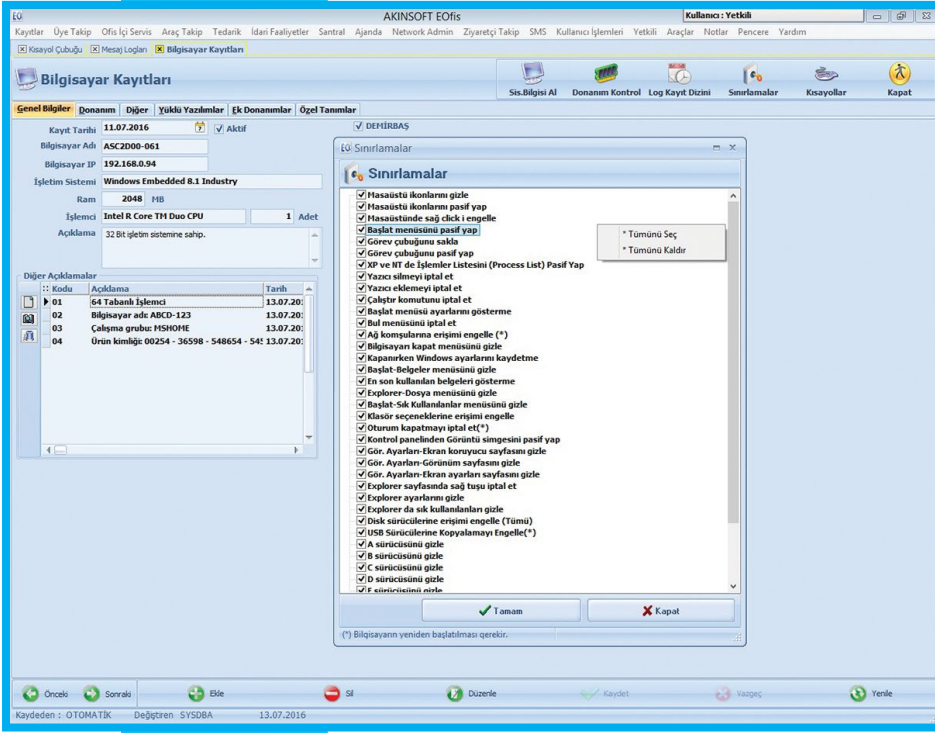 EO
AKINSOFT EOfis
Kullanıcı : Yetkili
Kayıtlar Üye Takip Ofis İçi Servis Araç Takip Tedarik İdari Faaliyetler Santral Ajanda Network Admin Ziyaretçi Takip SMS Kullanıcı İşlemleri Yetkili Araçlar Notlar Pencere Yardım
Kısayol Çubuğu Mesaj Logları Bilgisayar Kayıtları
Bilgisayar Kayıtları
Sis.Bilgisi Al Donanım Kontrol Log Kayıt Dizini Sınırlamalar Kısayollar Kapat
Genel Bilgiler Donanım Diğer Yüklü Yazılımlar Ek Donanımlar Özel Tanımlar
Kayıt Tarihi 11.07.2016 7 Aktif
DEMİRBAŞ
Bilgisayar Adı ASC2D00-061
Bilgisayar IP 192.168.0.94
İşletim Sistemi Windows Embedded 8.1 Industry
Ram 2048 MB
İşlemci Intel R Core TM Duo CPU 1 Adet
Açıklama 32 Bit işletim sistemine sahip.
Diğer Açıklamalar
Kodu Açıklama Tarih
01 64 Tabanlı İşlemci 13.07.20
02 Bilgisayar adı: ABCD-123 13.07.20
03 Çalışma grubu: MSHOME 13.07.20
04 Ürün kimliği: 00254 - 36598 - 548654 - 545 13.07.20
EO Sınırlamalar
Sınırlamalar
Masaüstü ikonlarını gizle
Masaüstü ikonlarını pasif yap
Masaüstünde sağ click i engelle
Başlat menüsünü pasif yap
Görev çubuğunu sakla
Görev çubuğunu pasif yap
XP ve NT de İşlemler Listesini (Process List) Pasif Yap
Yazıcı silmeyi iptal et
Yazıcı eklemeyi iptal et
Çalıştır komutunu iptal et
Başlat menüsü ayarlarını gösterme
Bul menüsünü iptal et
Ağ komşularına erişimi engelle (*)
Bilgisayarı kapat menüsünü gizle
Kapanırken Windows ayarlarını kaydetme
Başlat-Belgeler menüsünü gizle
En son kullanılan belgeleri gösterme
Explorer-Dosya menüsünü gizle
Başlat-Sık Kullanılanlar menüsünü gizle
Klasör seçeneklerine erişimi engelle
Oturum kapatmayı iptal et(*)
Kontrol panelinden Görüntü simgesini pasif yap
Gör. Ayarları-Ekran koruyucu sayfasını gizle
Gör. Ayarları-Görünüm sayfasını gizle
Gör. Ayarları-Ekran ayarları sayfasını gizle
Explorer sayfasında sağ tuşu iptal et
Explorer ayarlarını gizle
Explorer da sık kullanılanları gizle
Disk sürücülerine erişimi engelle (Tümü)
USB Sürücülerine Kopyalamayı Engelle(*)
A sürücüsünü gizle
B sürücüsünü gizle
C sürücüsünü gizle
D sürücüsünü gizle
E sürücüsünü gizle
* Tümünü Seç
* Tümünü Kaldır
Tamam Kapat
(*) Bilgisayarın yeniden başlatılması gerekir.
Önceki Sonraki Ekle Sil Düzenle Kaydet Vazgeç Yenile
Kaydeden : OTOMATİK Değiştiren SYSDBA 13.07.2016